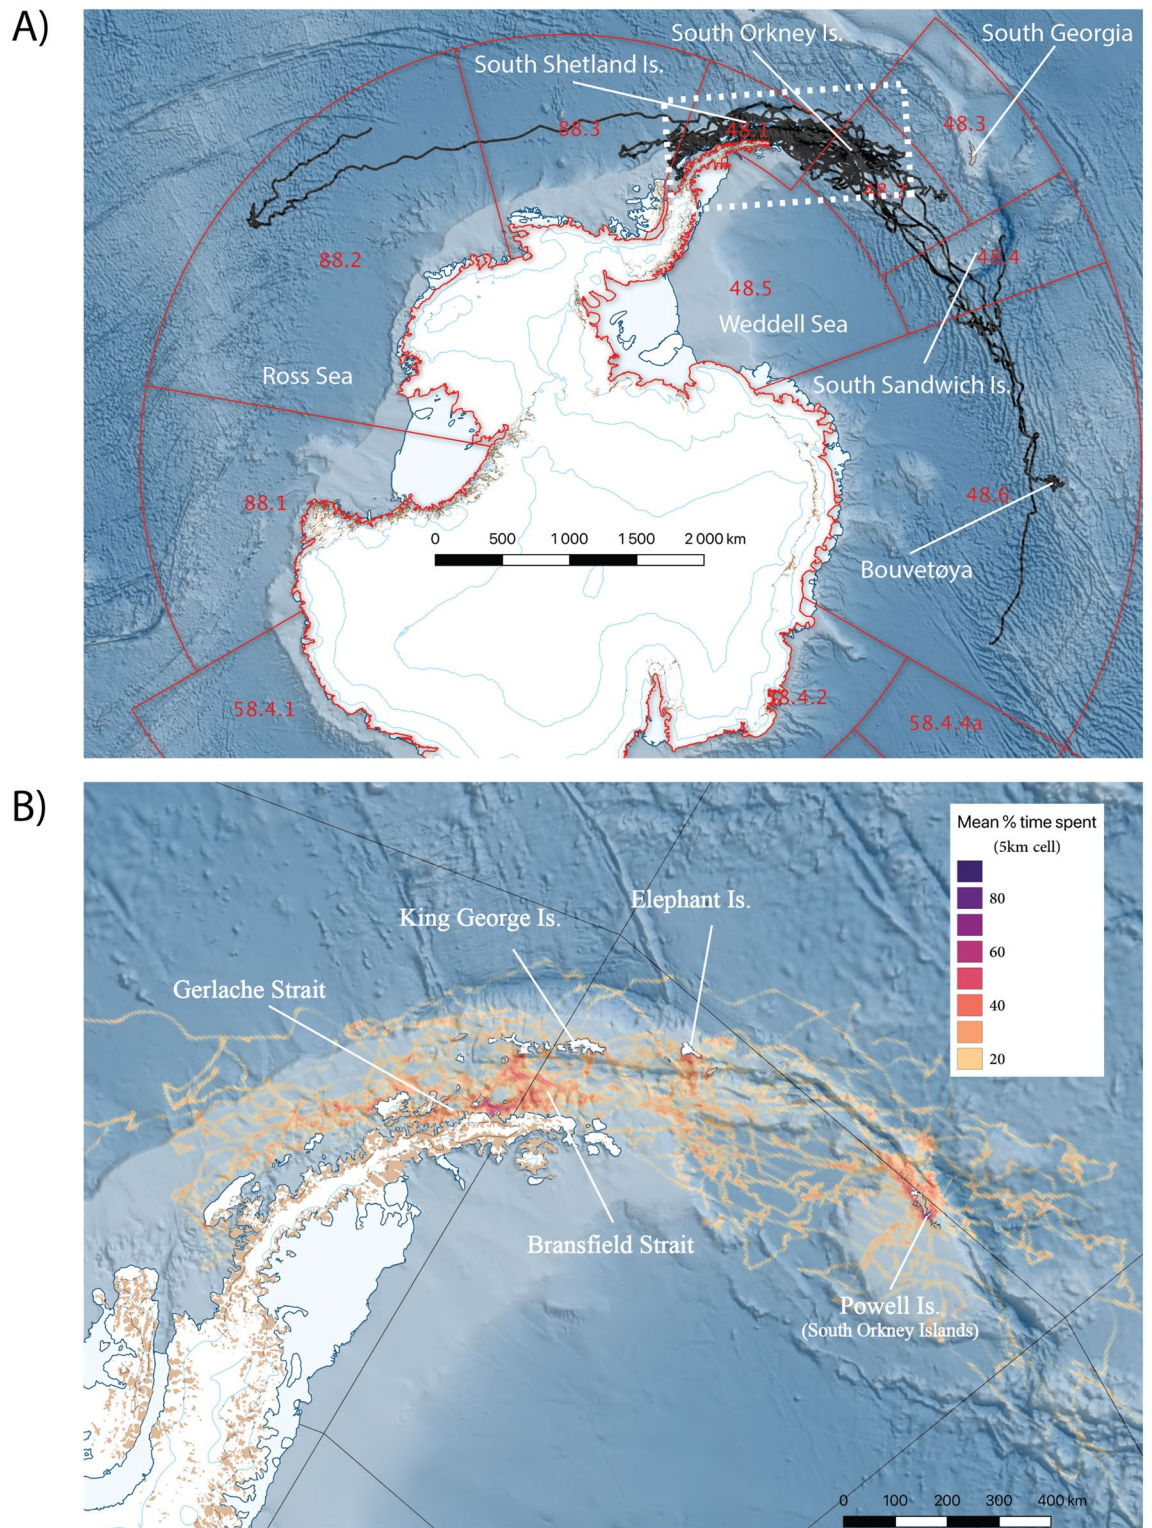 A)
South Orkney Is.
South Georgia
South Shetland Is.
88.3
48.1
48.3
48.2
88.2
48.4
48.5
Weddell Sea
Ross Sea
South Sandwich Is.
88.1
48.6
0 500 1 000 1 500 2 000 km
Bouvetøya
58.4.1
58.4.2
58.4.4a
B)
Mean % time spent
(5km cell)
80
60
40
20
Elephant Is.
King George Is.
Gerlache Strait
Bransfield Strait
Powell Is.
(South Orkney Islands)
0 100 200 300 400 km